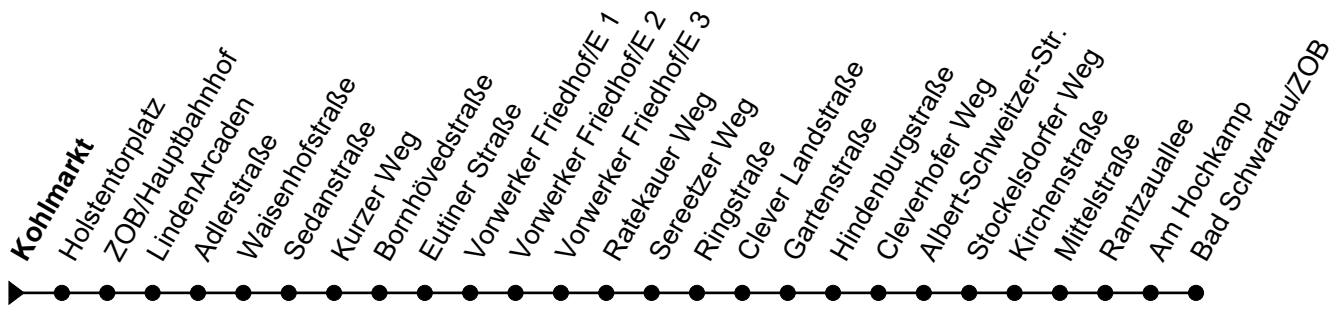 Kohlmarkt
Holstentorplatz
ZOB/Hauptbahnhof
LindenArcaden
Adlerstraße
Waisenhofstraße
Sedanstraße
Kurzer Weg
Bornhövedstraße
Eutiner Straße
Vorwerker Friedhof/E 1
Vorwerker Friedhof/E 2
Vorwerker Friedhof/E 3
Ratekauer Weg
Sereetzer Weg
Ringstraße
Clever Landstraße
Gartenstraße
Hindenburgstraße
Cleverhofer Weg
Albert-Schweitzer-Str.
Stockelsdorfer Weg
Kirchenstraße
Mittelstraße
Rantzauallee
Am Hochkamp
Bad Schwartau/ZOB